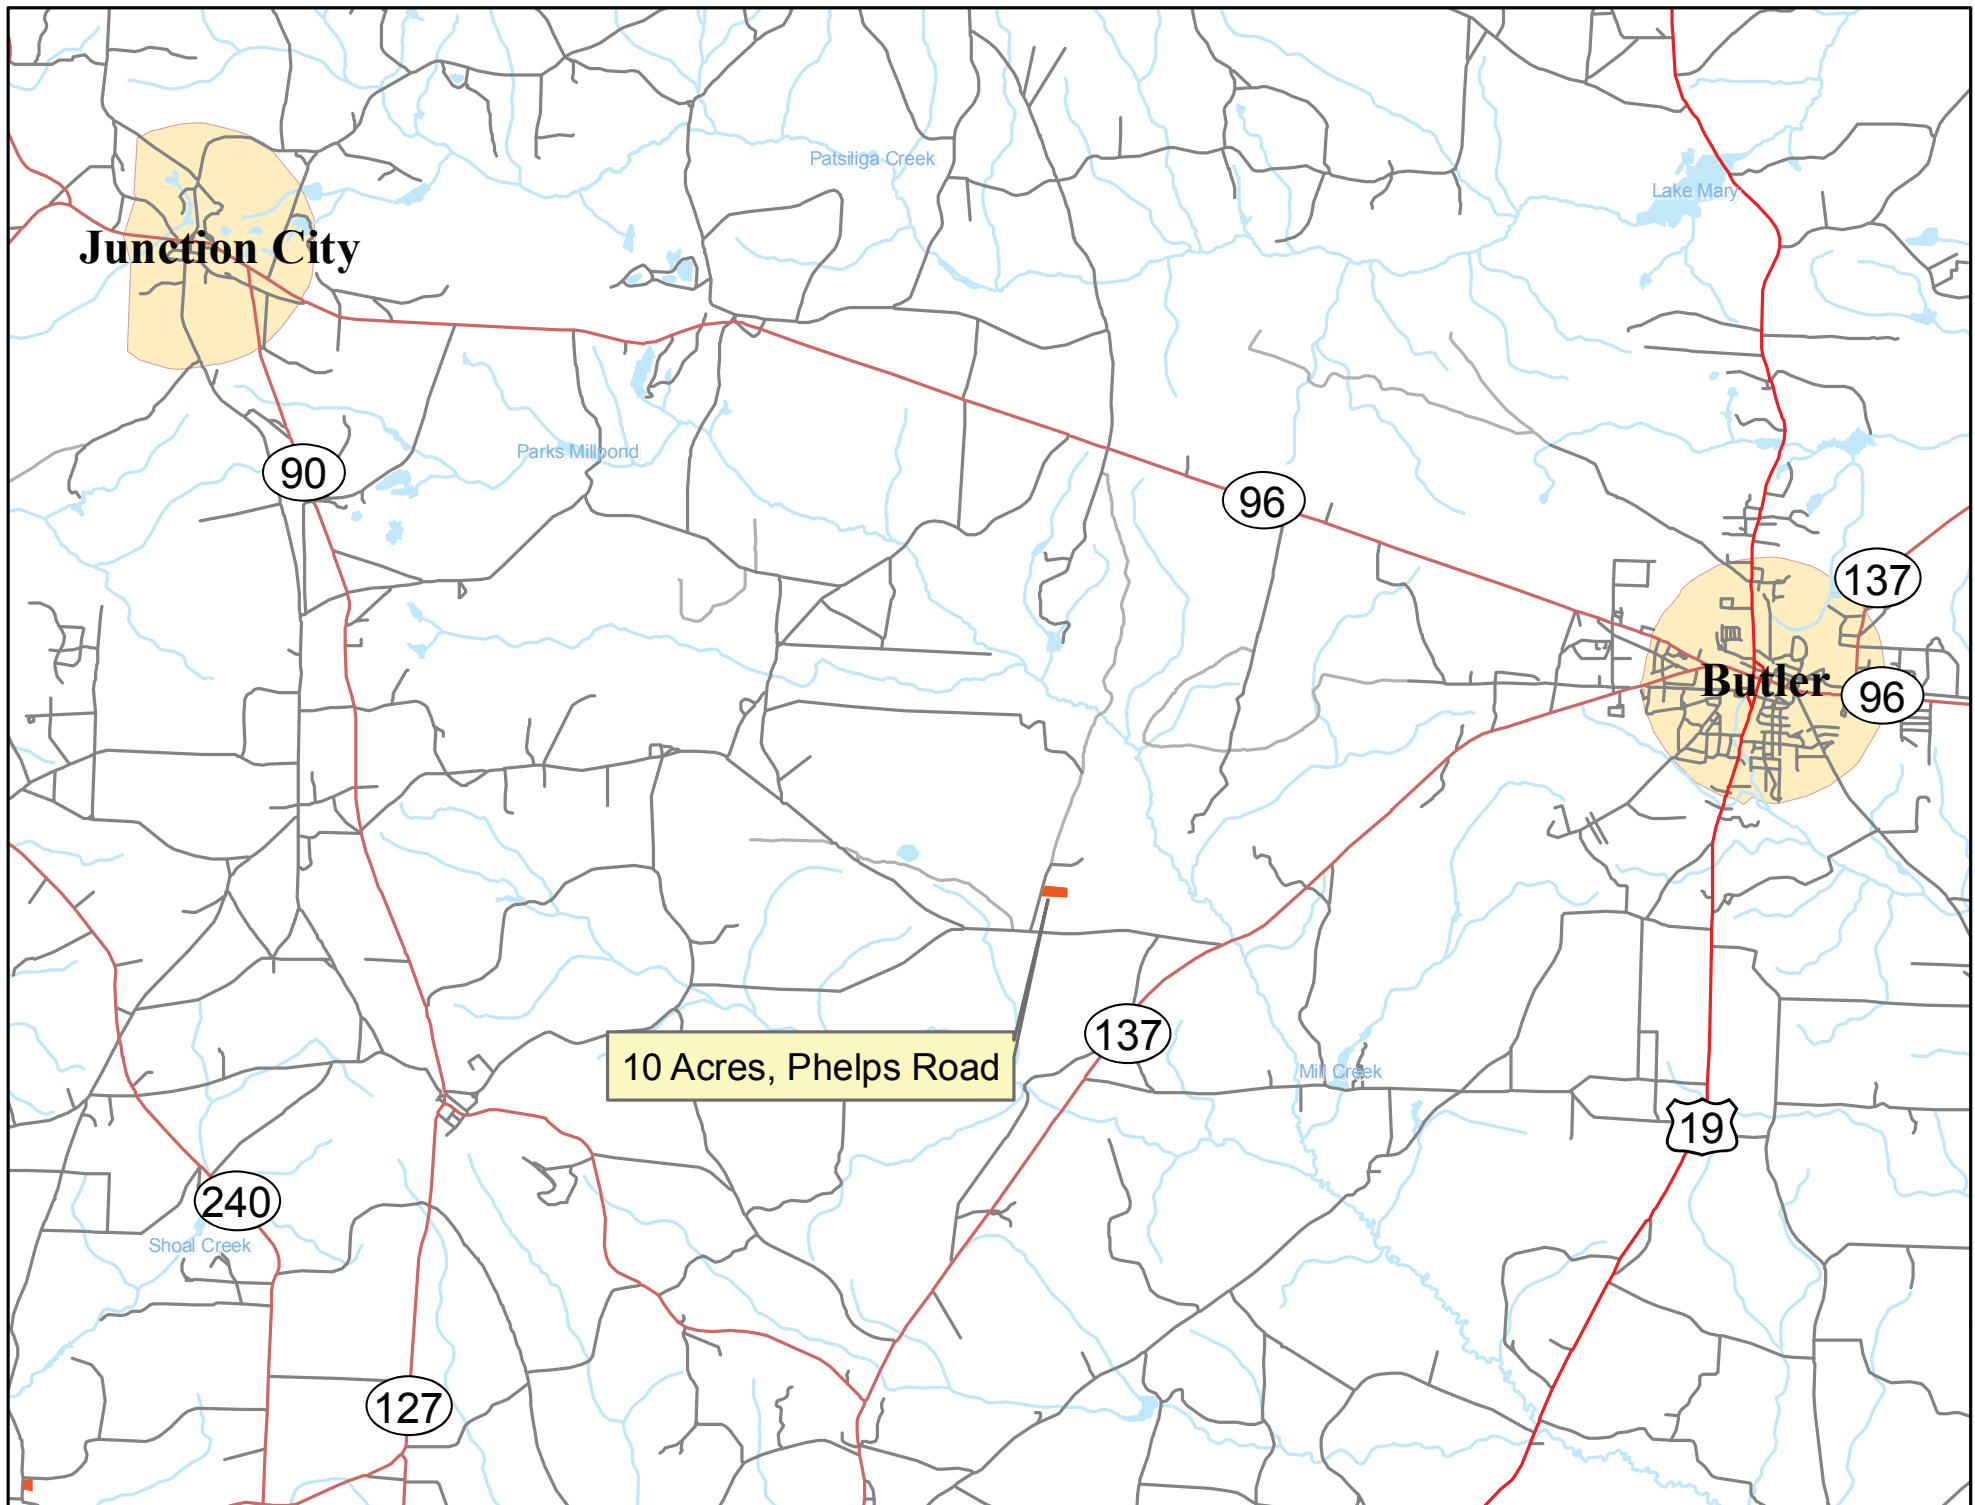 Patsiliga Creek
Lake Mary
Junction City
Parks Millpond
90
96
137
Butler
96
10 Acres, Phelps Road
137
Mill Creek
19
240
Shoal Creek
127